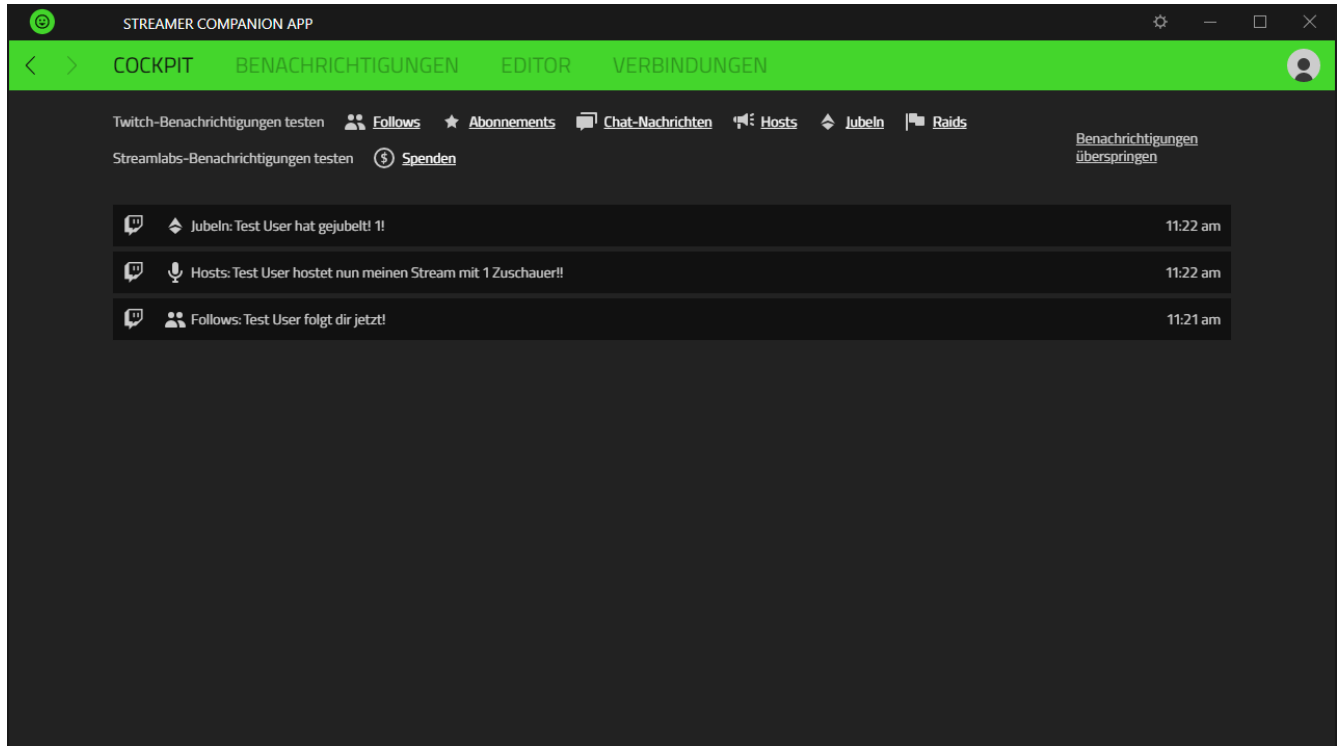 STREAMER COMPANION APP
COCKPIT BENACHRICHTIGUNGEN EDITOR VERBINDUNGEN
Twitch-Benachrichtigungen testen Follows Abonnements Chat-Nachrichten Hosts Jubeln Raids
Streamlabs-Benachrichtigungen testen Spenden
Benachrichtigungen
überspringen
Jubeln: Test User hat gejubelt! 1! 11:22 am
Hosts: Test User hostet nun meinen Stream mit 1 Zuschauer!! 11:22 am
Follows: Test User folgt dir jetzt! 11:21 am